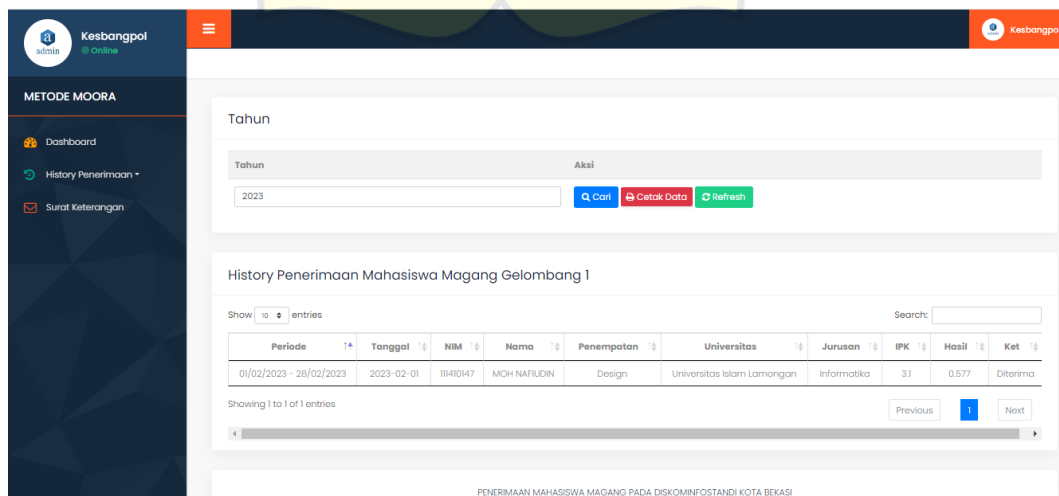 a
admin
Kesbangpol
Online
Kesbangpo
METODE MOORA
Dashboard
History Penerimaan
Surat Keterangan
Tahun
Tahun Aksi
2023 Cari Cetak Data Refresh
History Penerimaan Mahasiswa Magang Gelombang 1
Show 10 entries Search:
Periode Tanggal NIM Nama Penempatan Universitas Jurusan IPK Hasil Ket
01/02/2023 - 28/02/2023 2023-02-01 111410147 MOH NAFIUDIN Design Universitas Islam Lamongan Informatika 3.1 0.577 Diterima
Showing 1 to 1 of 1 entries
Previous 1 Next
PENERIMAAN MAHASISWA MAGANG PADA DISKOMINFOSTANDI KOTA BEKASI